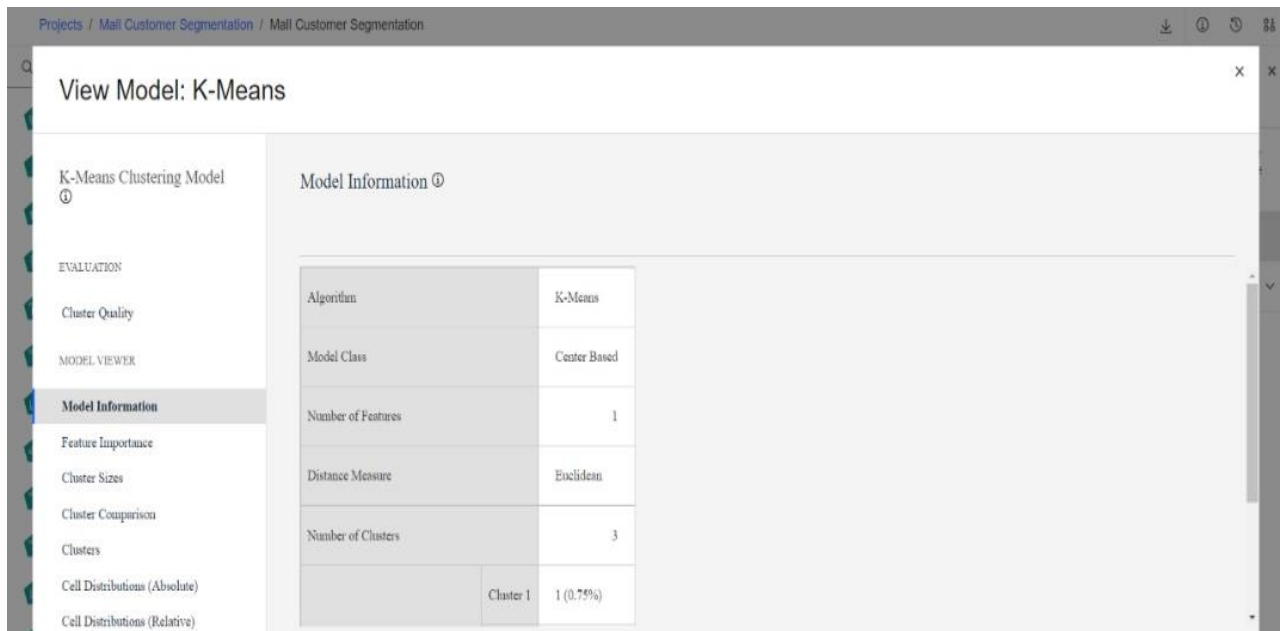 Projects / Mall Customer Segmentation / Mall Customer Segmentation
View Model: K-Means
K-Means Clustering Model
EVALUATION
Cluster Quality
MODEL VIEWER
Model Information
Feature Importance
Cluster Sizes
Cluster Comparison
Clusters
Cell Distributions (Absolute)
Cell Distributions (Relative)
Model Information
Algorithm K-Means
Model Class Center Based
Number of Features 1
Distance Measure Euclidean
Number of Clusters 3
Cluster 1 1 (0.75%)